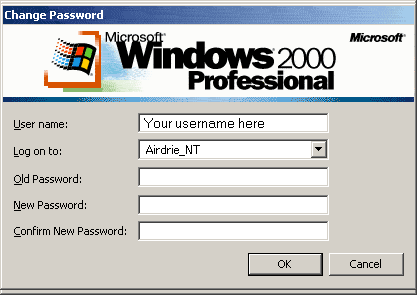 Change Password
Microsoft
Microsoft
Windows 2000
Professional
User name: Your username here
Log on to: Airdrie_NT
Old Password:
New Password:
Confirm New Password:
OK Cancel